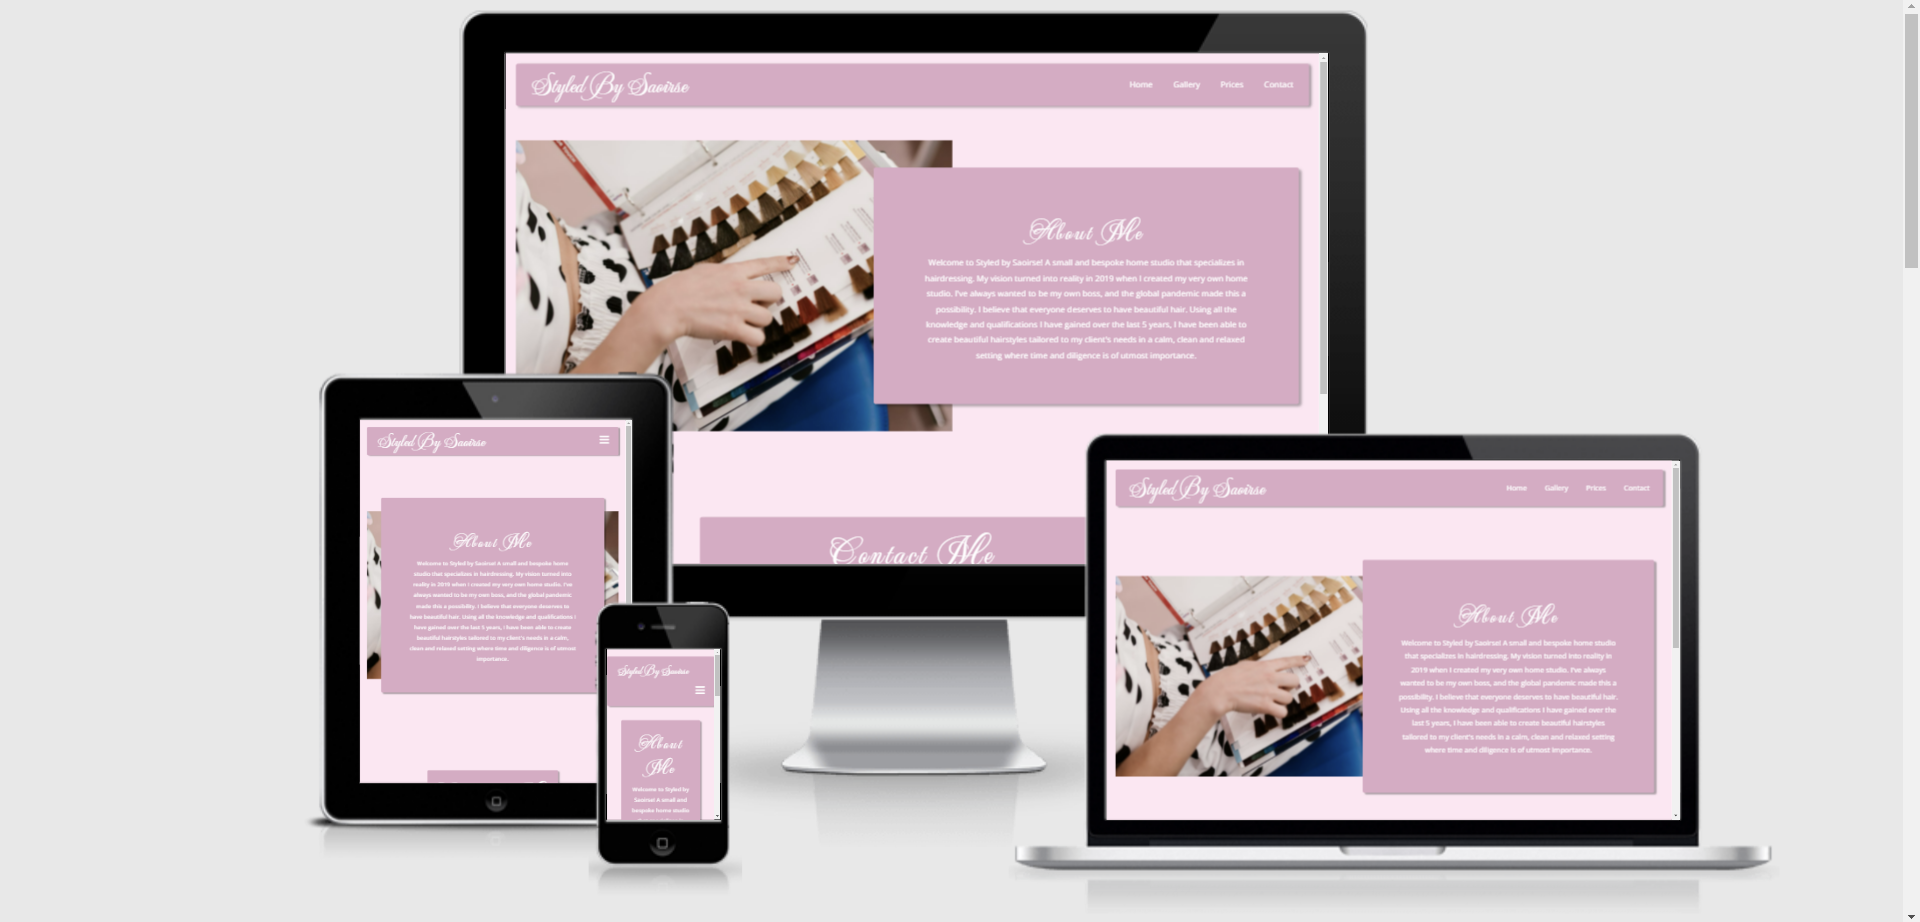 Styled By Saoirse
Home Gallery Prices Contact
About Me
Welcome to Styled by Saoirse! A small and bespoke home studio that specializes in
hairdressing. My vision turned into reality in 2019 when I created my very own home
studio. I've always wanted to be my own boss, and the global pandemic made this a
possibility. I believe that everyone deserves to have beautiful hair. Using all the
knowledge and qualifications I have gained over the last 5 years, I have been able to
create beautiful hairstyles tailored to my client's needs in a calm, clean and relaxed
setting where time and diligence is of utmost importance.
Contact Me
Styled By Saoirse
About Me
Welcome to Styled by Saoirse! A small and bespoke home
studio that specializes in hairdressing. My vision turned into
reality in 2019 when I created my very own home studio. I've
always wanted to be my own boss, and the global pandemic
made this a possibility. I believe that everyone deserves to
have beautiful hair. Using all the knowledge and qualifications I
have gained over the last 5 years, I have been able to create
beautiful hairstyles tailored to my client's needs in a calm,
clean and relaxed setting where time and diligence is of utmost
importance.
Styled By Saoirse
About
Me
Welcome to Styled by
Saoirse! A small and
bespoke home studio
Styled By Saoirse
Home Gallery Prices Contact
About Me
Welcome to Styled by Saoirse! A small and bespoke home studio
that specializes in hairdressing. My vision turned into reality in
2019 when I created my very own home studio. I've always
wanted to be my own boss, and the global pandemic made this a
possibility. I believe that everyone deserves to have beautiful hair.
Using all the knowledge and qualifications I have gained over the
last 5 years, I have been able to create beautiful hairstyles
tailored to my client's needs in a calm, clean and relaxed setting
where time and diligence is of utmost importance.